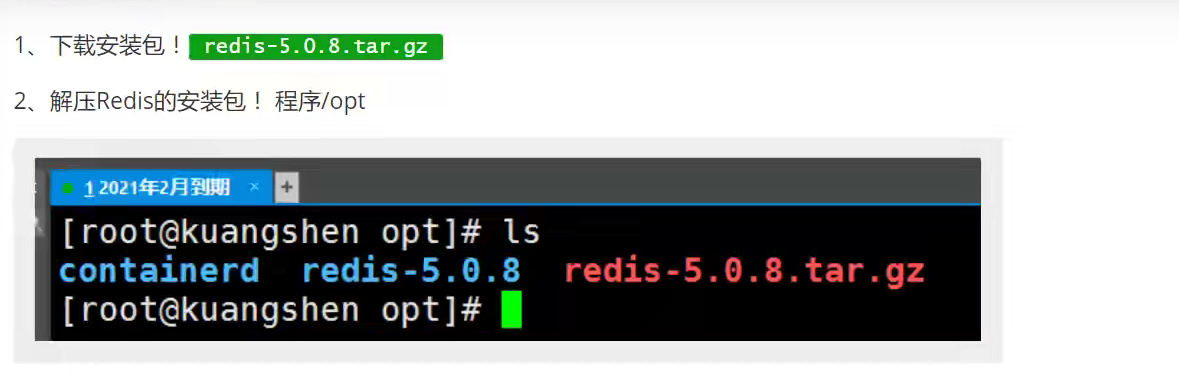 1、下载安装包！ redis-5.0.8.tar.gz
2、解压Redis的安装包！ 程序/opt
1 2021年2月到期 × +
[root@kuangshen opt]# ls
containerd redis-5.0.8 redis-5.0.8.tar.gz
[root@kuangshen opt]#